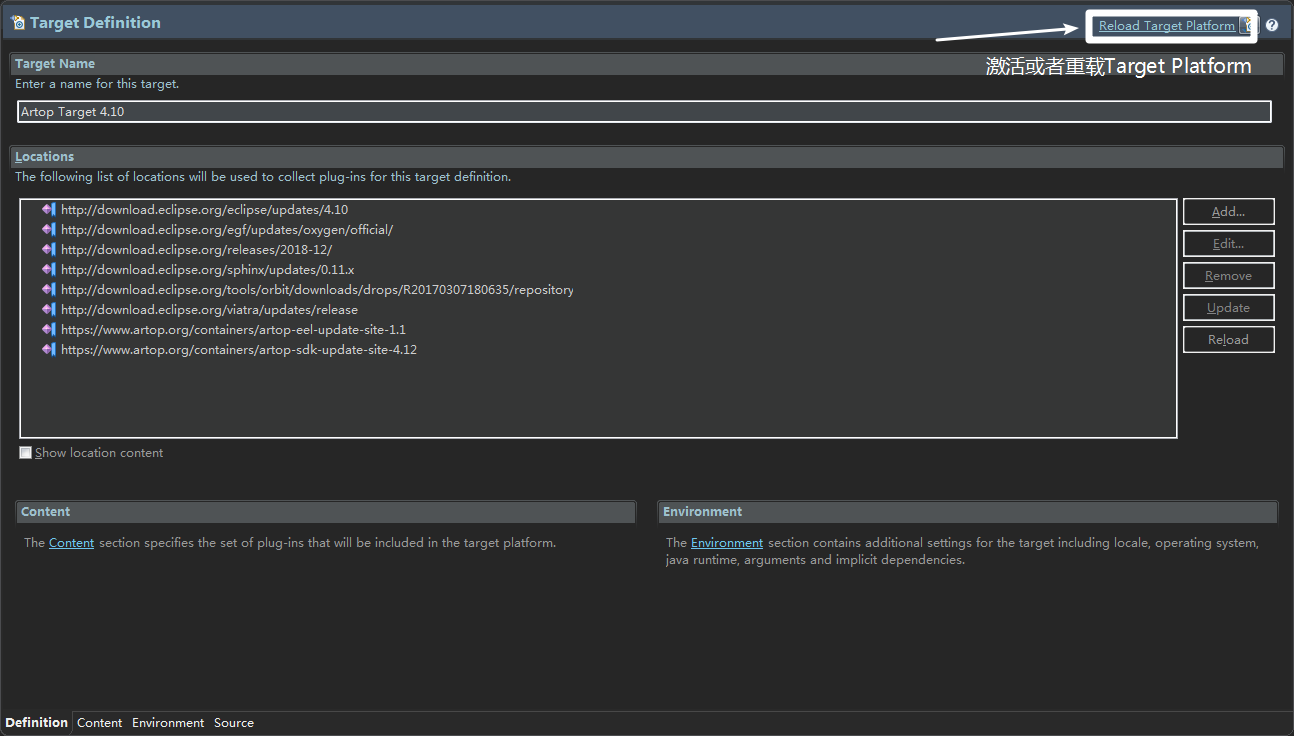 Target Definition
Reload Target Platform
激活或者重载Target Platform
Target Name
Enter a name for this target.
Artop Target 4.10
Locations
The following list of locations will be used to collect plug-ins for this target definition.
http://download.eclipse.org/eclipse/updates/4.10
http://download.eclipse.org/egf/updates/oxygen/official/
http://download.eclipse.org/releases/2018-12/
http://download.eclipse.org/sphinx/updates/0.11.x
http://download.eclipse.org/tools/orbit/downloads/drops/R20170307180635/repository
http://download.eclipse.org/viatra/updates/release
https://www.artop.org/containers/artop-eel-update-site-1.1
https://www.artop.org/containers/artop-sdk-update-site-4.12
Add...
Edit...
Remove
Update
Reload
Show location content
Content
The Content section specifies the set of plug-ins that will be included in the target platform.
Environment
The Environment section contains additional settings for the target including locale, operating system,
java runtime, arguments and implicit dependencies.
Definition Content Environment Source